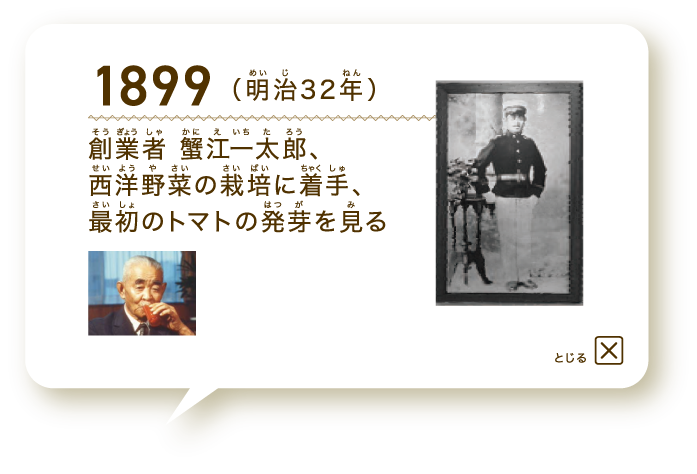 1899（明治32年）
創業者 蟹江一太郎、
西洋野菜の栽培に着手、
最初のトマトの発芽を見る
とじる